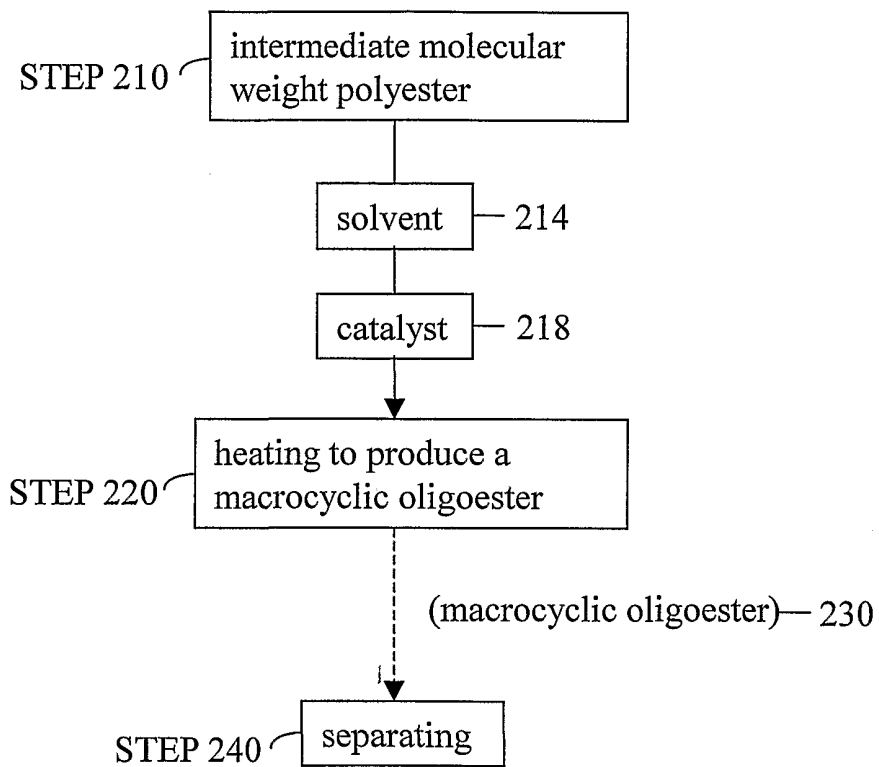 intermediate molecular
weight polyester
STEP 210
solvent
214
catalyst
218
heating to produce a
macrocyclic oligoester
STEP 220
(macrocyclic oligoester)
230
separating
STEP 240